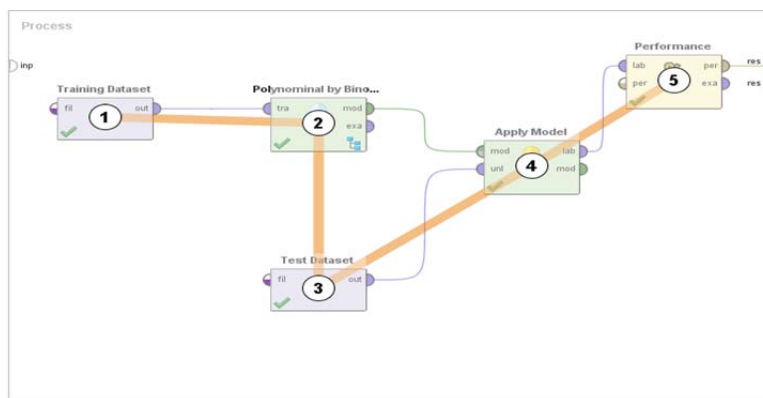 Process
inp
Training Dataset
fil
out
1
Polynominal by Bino...
tra
mod
exa
2
Test Dataset
fil
out
3
Apply Model
mod
lab
unl
mod
4
Performance
lab
per
per
exa
5
res
res